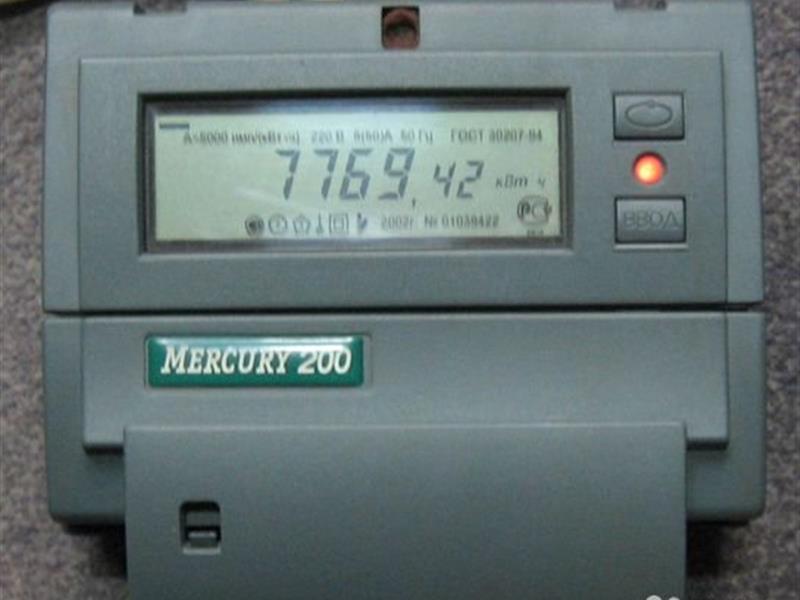 A=5000 имп/(кВт•ч) 220 В 5(50)А 50 Гц ГОСТ 30207-94
7769,42 кВт ч
2002г. № 01039422
ВВОД
MERCURY 200